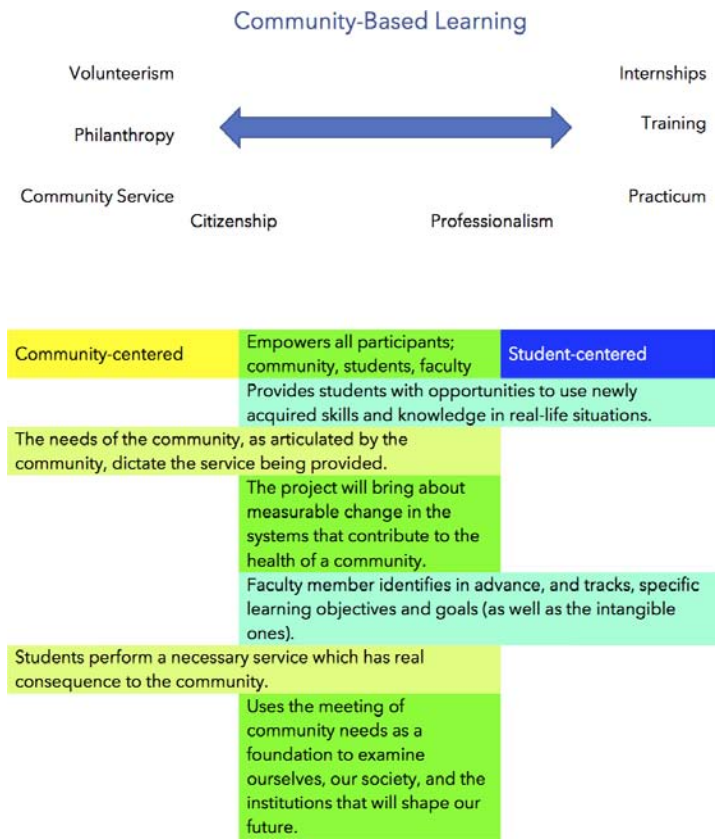 Community-Based Learning
Volunteerism
Internships
Philanthropy
Training
Community Service
Practicum
Citizenship
Professionalism
Community-centered
Empowers all participants;
community, students, faculty
Student-centered
Provides students with opportunities to use newly
acquired skills and knowledge in real-life situations.
The needs of the community, as articulated by the
community, dictate the service being provided.
The project will bring about
measurable change in the
systems that contribute to the
health of a community.
Faculty member identifies in advance, and tracks, specific
learning objectives and goals (as well as the intangible
ones).
Students perform a necessary service which has real
consequence to the community.
Uses the meeting of
community needs as a
foundation to examine
ourselves, our society, and the
institutions that will shape our
future.